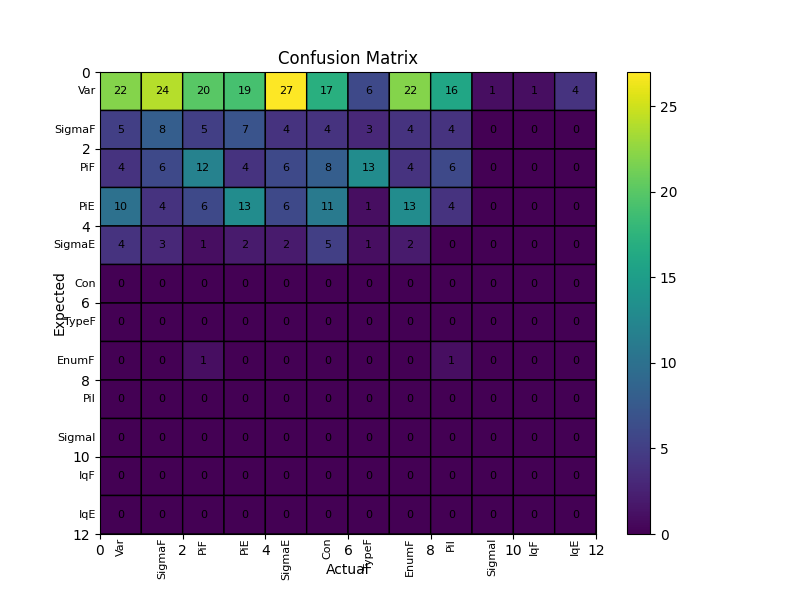 Confusion Matrix
0
Var 22 24 20 19 27 17 6 22 16 1 1 4
SigmaF 5 8 5 7 4 4 3 4 4 0 0 0
2
PiF 4 6 12 4 6 8 13 4 6 0 0 0
PiE 10 4 6 13 6 11 1 13 4 0 0 0
4
SigmaE 4 3 1 2 2 5 1 2 0 0 0 0
Con 0 0 0 0 0 0 0 0 0 0 0 0
Expected
6
TypeF 0 0 0 0 0 0 0 0 0 0 0 0
EnumF 0 0 1 0 0 0 0 0 1 0 0 0
8
PiI 0 0 0 0 0 0 0 0 0 0 0 0
SigmaI 0 0 0 0 0 0 0 0 0 0 0 0
10
IqF 0 0 0 0 0 0 0 0 0 0 0 0
IqE 0 0 0 0 0 0 0 0 0 0 0 0
12
0 2 4 6 8 10 12
Var SigmaF PiF PiE SigmaE Con TypeF EnumF PiI SigmaI IqF IqE
Actual
25
20
15
10
5
0